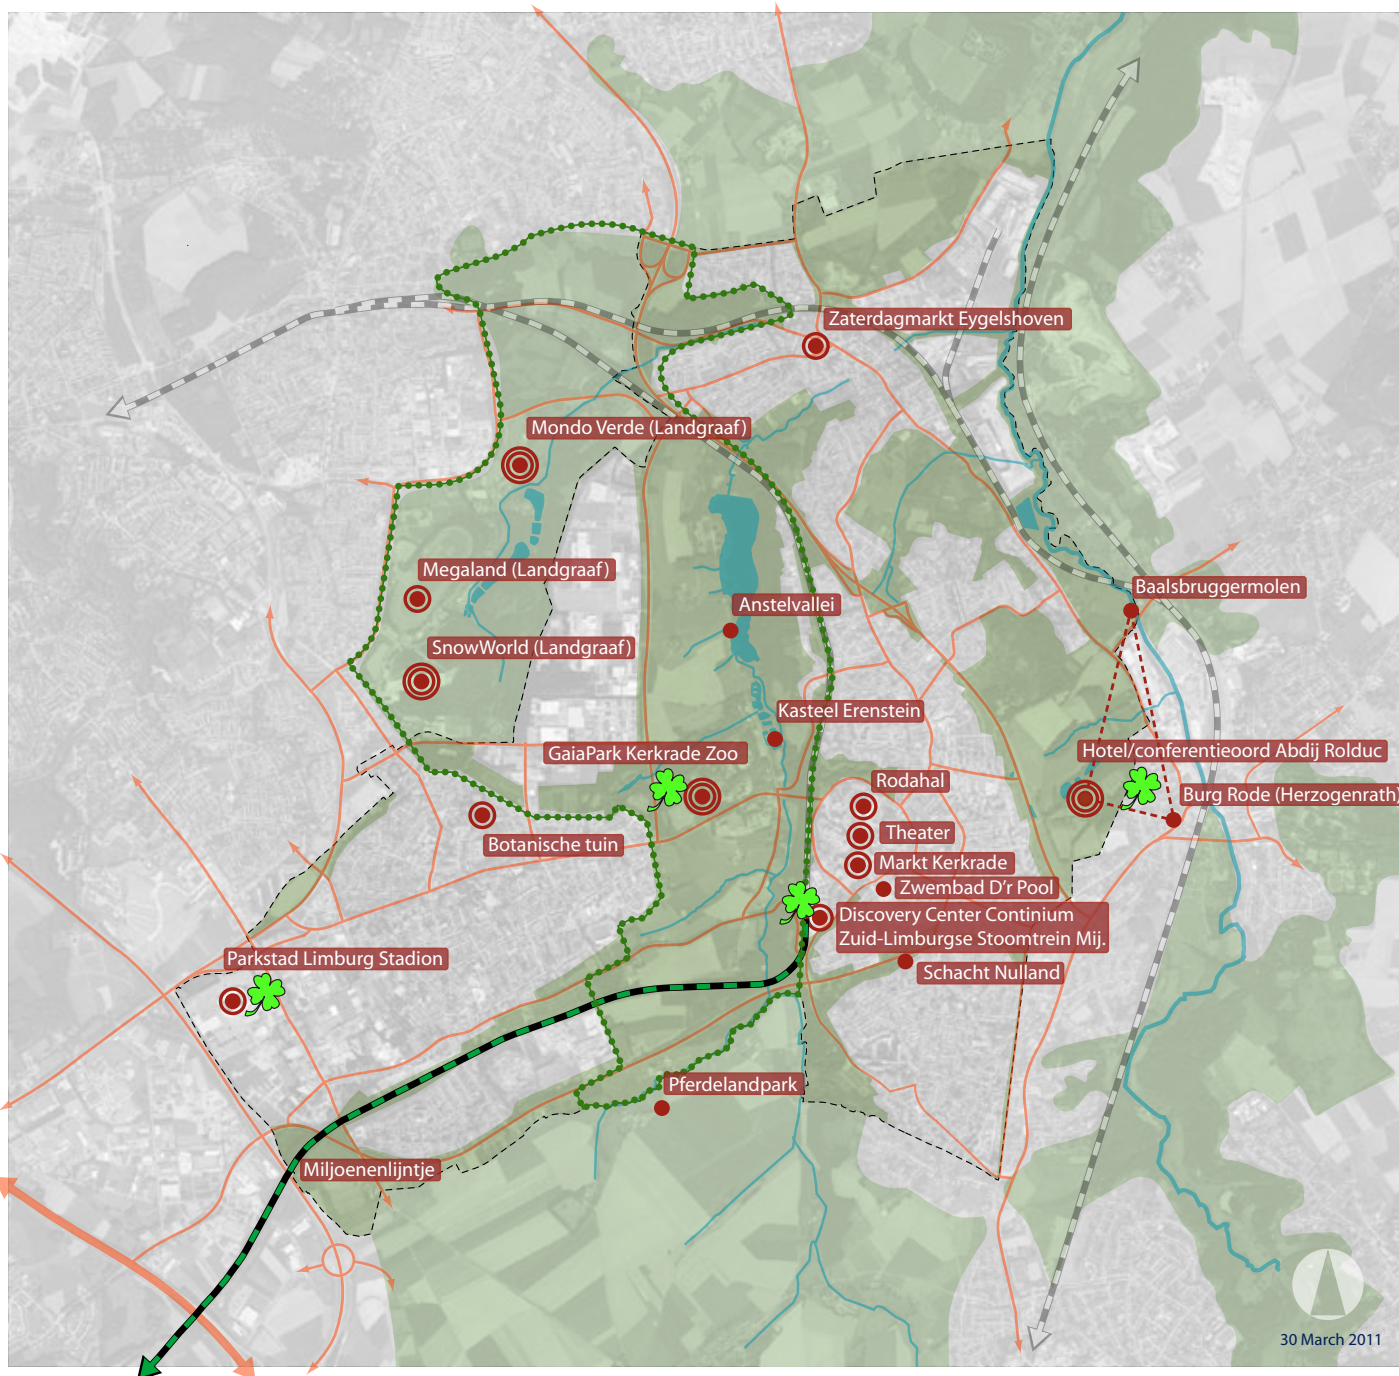 Zaterdagmarkt Eygelshoven
Mondo Verde (Landgraaf)
Megaland (Landgraaf)
Baalsbruggermolen
Anstelvallei
SnowWorld (Landgraaf)
Kasteel Erenstein
GaiaPark Kerkrade Zoo
Hotel/conferentieoord Abdij Rolduc
Rodahal
Burg Rode (Herzogenrath)
Theater
Botanische tuin
Markt Kerkrade
Zwembad D'r Pool
Discovery Center Continium
Zuid-Limburgse Stoomtrein Mij.
Parkstad Limburg Stadion
Schacht Nulland
Pferdelandpark
Miljoenenlijntje
30 March 2011